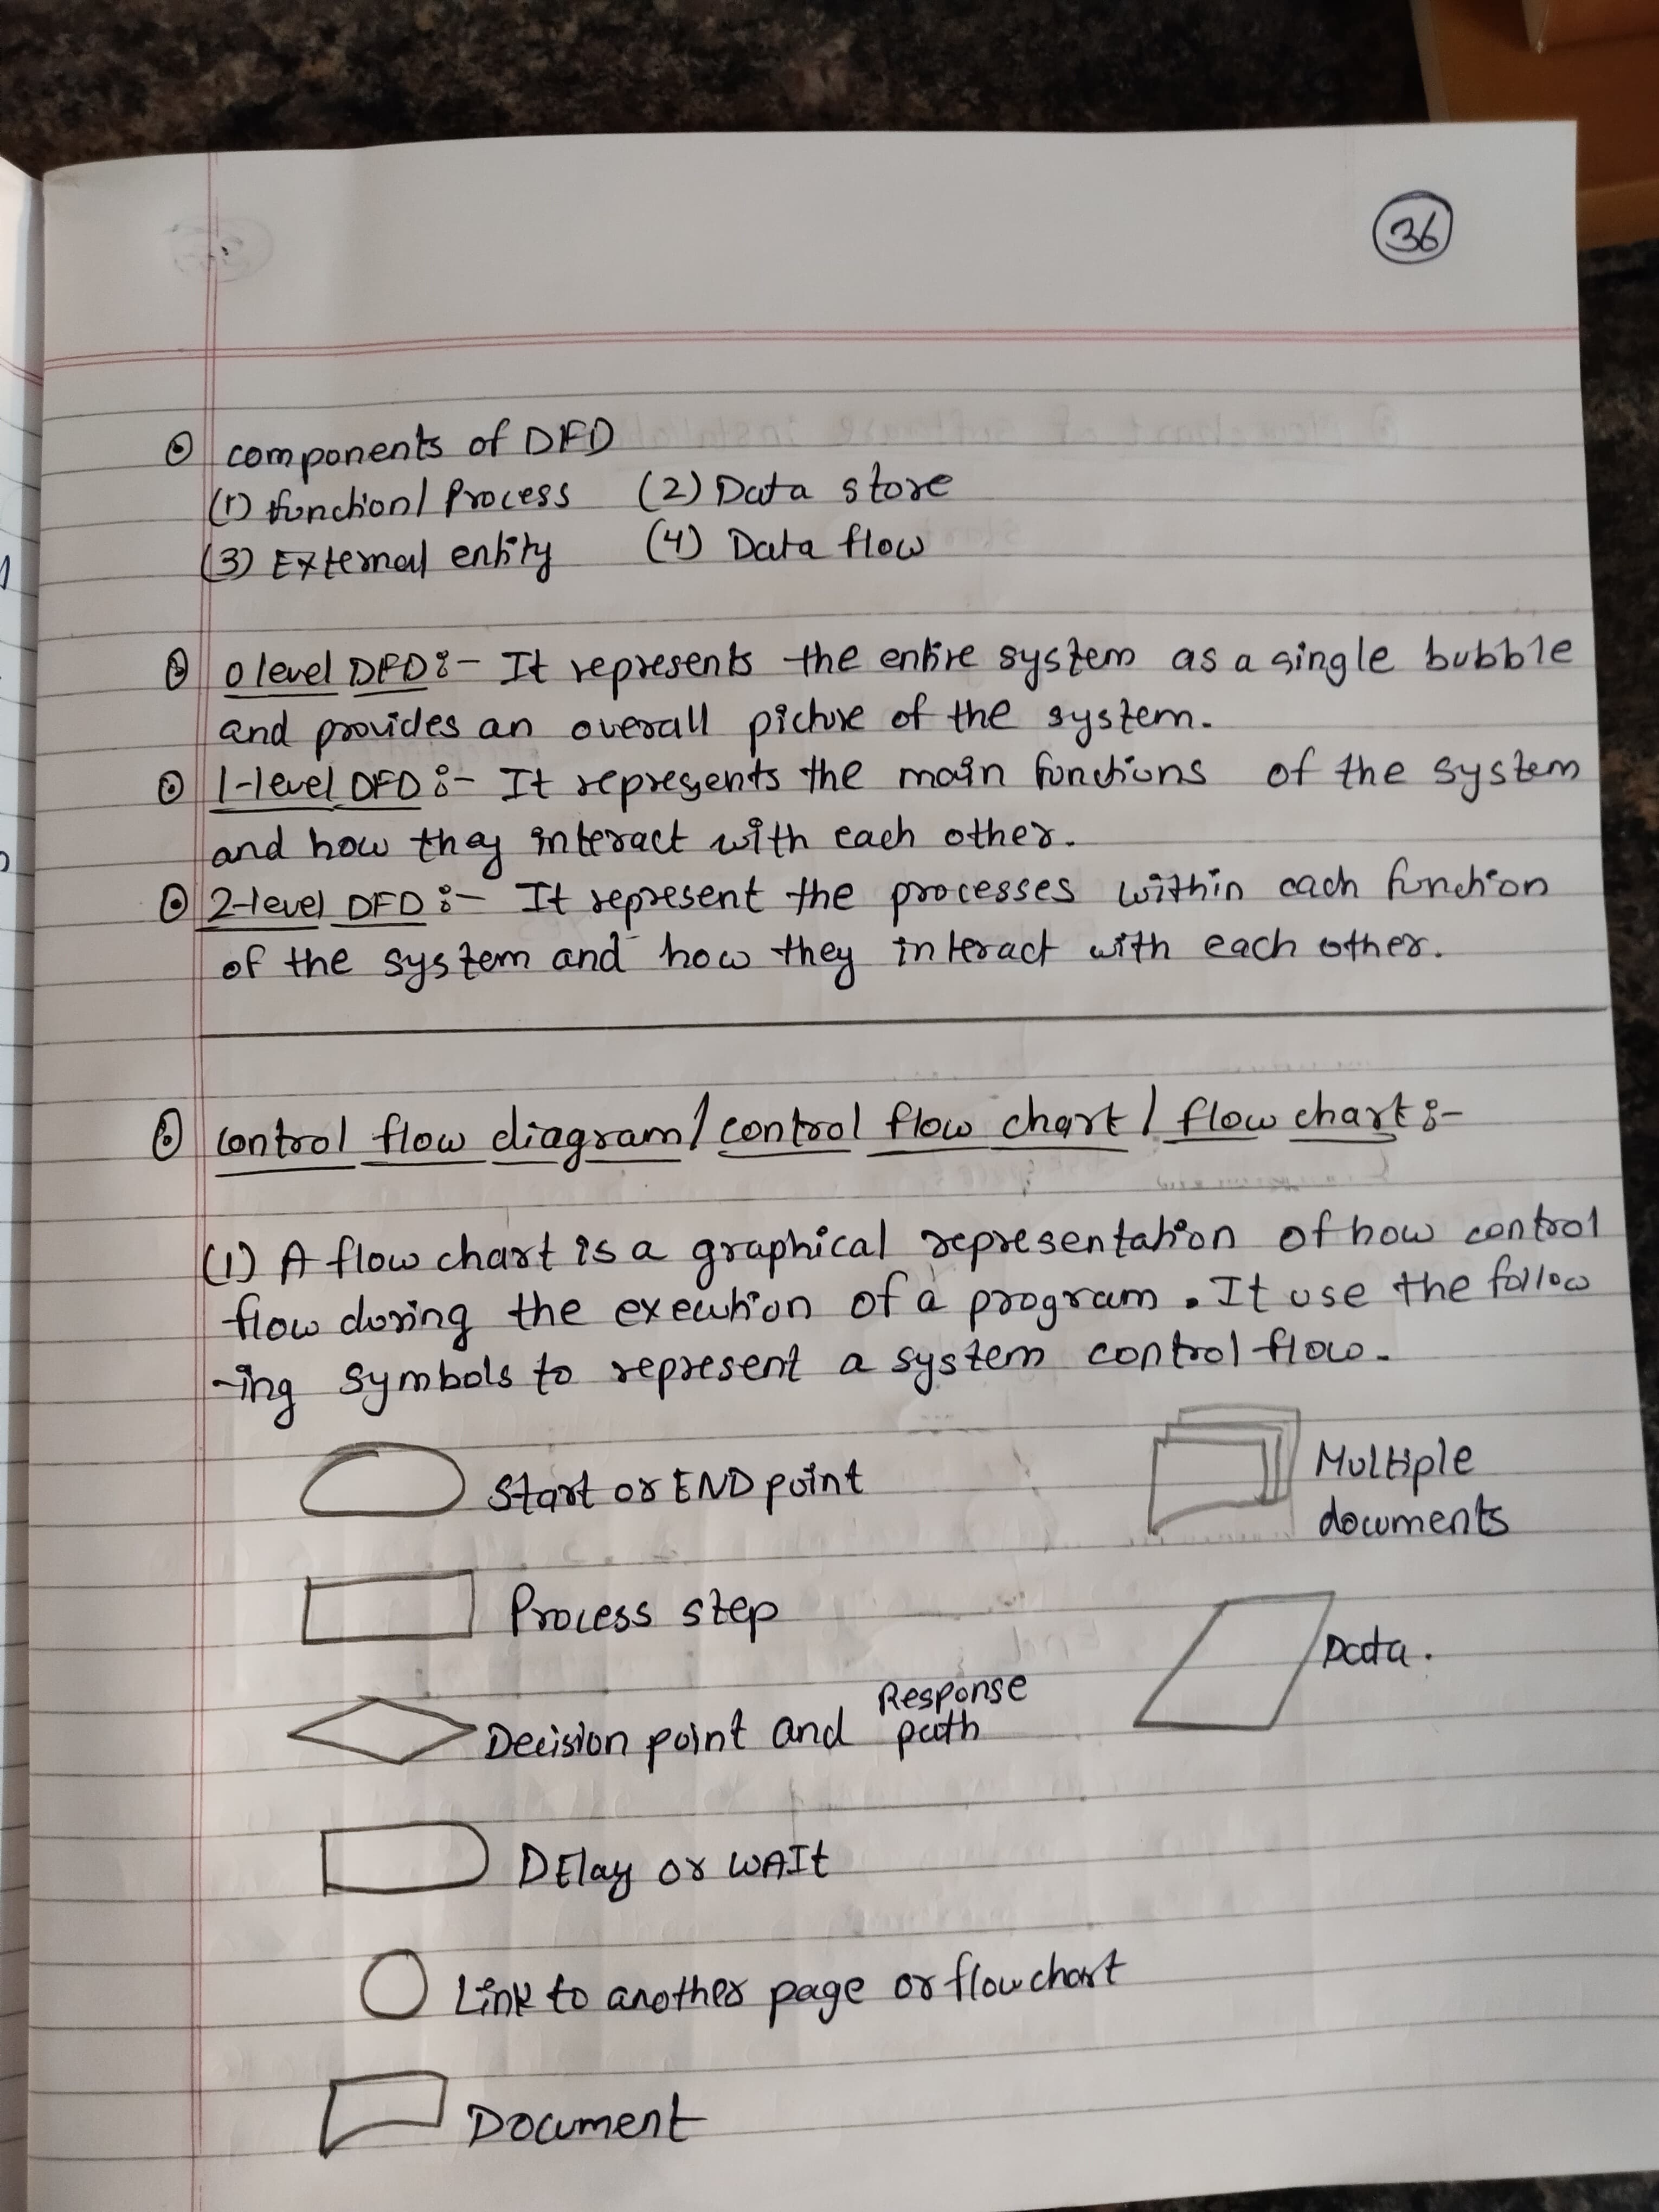 36
components of DFD
(1) function/Process (2) Data store
(3) External entity (4) Data flow
0 level DFD:- It represents the entire system as a single bubble
and provides an overall picture of the system.
1-level DFD:- It represents the main functions of the system
and how they interact with each other.
2-level DFD:- It represent the processes within each function
of the system and how they interact with each other.
control flow diagram/control flow chart/flow chart:-
(1) A flow chart is a graphical representation of how control
flow during the execution of a program. It use the follow
-ing symbols to represent a system control flow.
Start or END point
Multiple
documents
Process step
Data.
Decision point and Response
path
DElay or WAIt
Link to another page or flowchart
Document